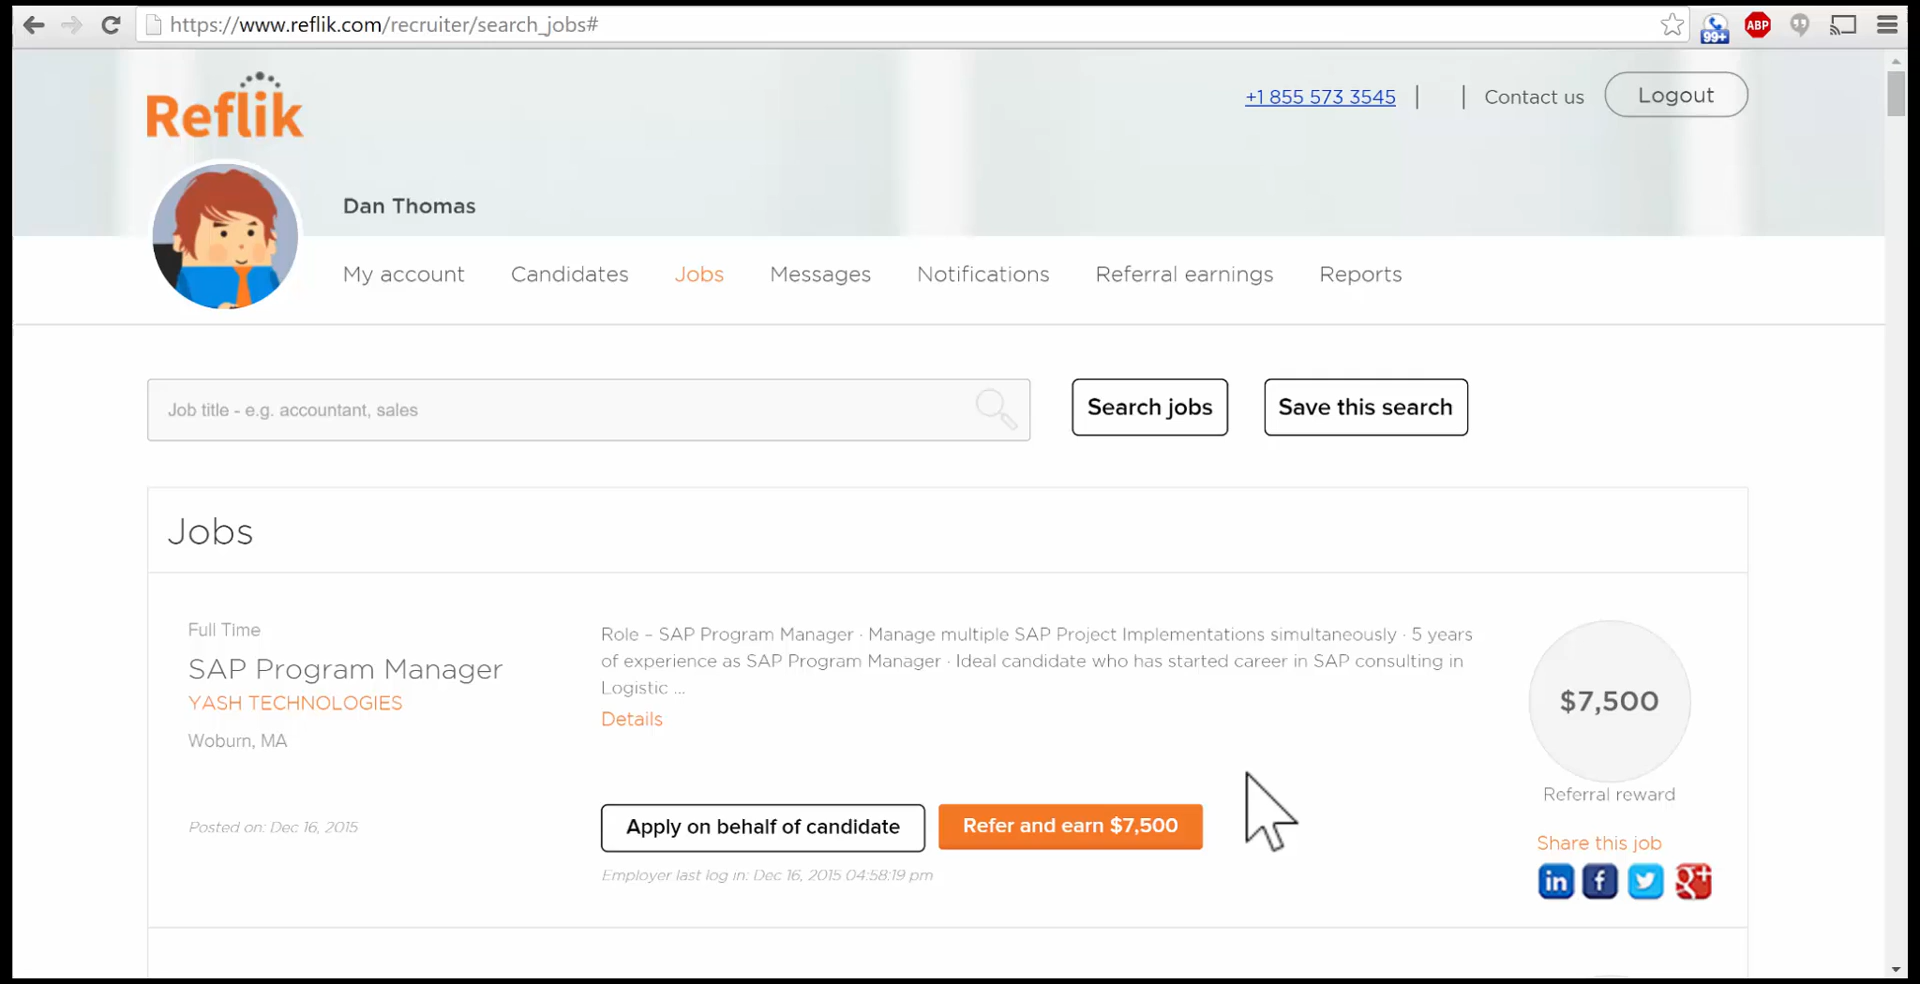 https://www.reflik.com/recruiter/search_jobs#
99+
ABP
Reflik
+1 855 573 3545 | | Contact us Logout
Dan Thomas
My account Candidates Jobs Messages Notifications Referral earnings Reports
Job title - e.g. accountant, sales
Search jobs
Save this search
Jobs
Full Time
SAP Program Manager
YASH TECHNOLOGIES
Woburn, MA
Posted on: Dec 16, 2015
Role – SAP Program Manager · Manage multiple SAP Project Implementations simultaneously · 5 years
of experience as SAP Program Manager · Ideal candidate who has started career in SAP consulting in
Logistic ...
Details
Apply on behalf of candidate
Refer and earn $7,500
Employer last log in: Dec 16, 2015 04:58:19 pm
$7,500
Referral reward
Share this job
in f g+